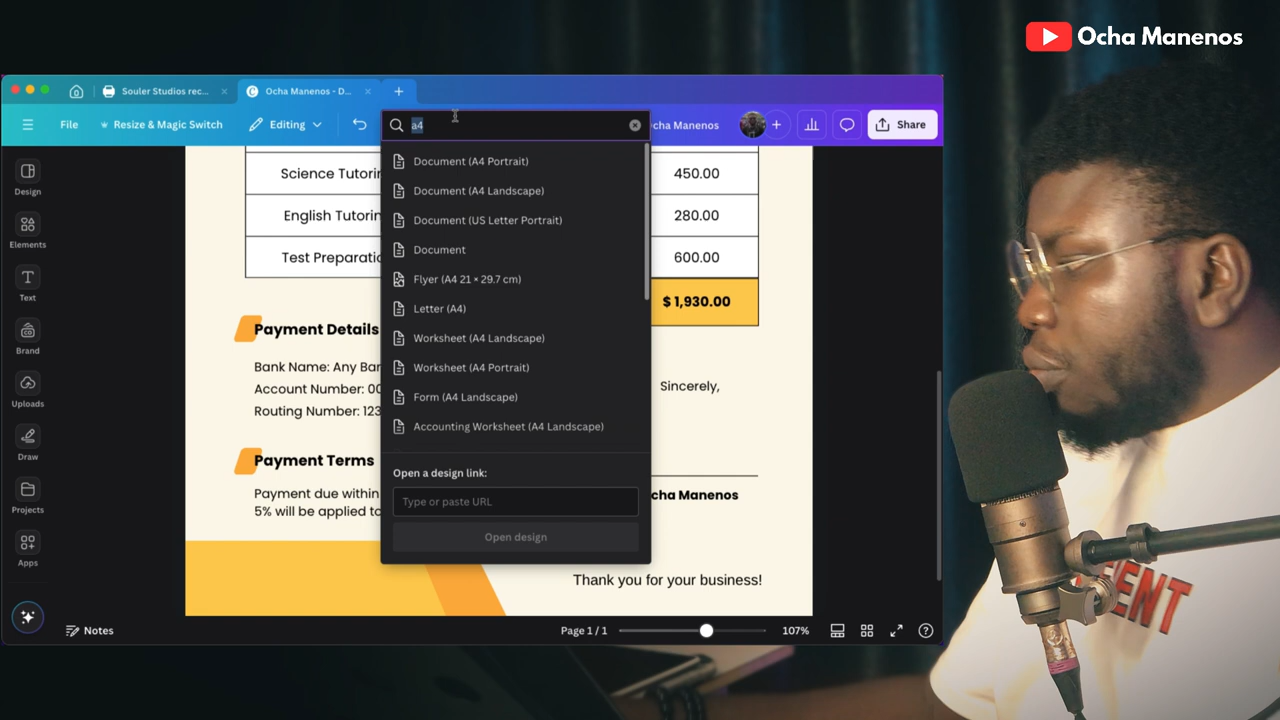 Ocha Manenos
Souler Studios rec...
Ocha Manenos - D...
File
Resize & Magic Switch
Editing
a4
cha Manenos
Share
Design
Elements
Text
Brand
Uploads
Draw
Projects
Apps
Document (A4 Portrait)
Document (A4 Landscape)
Document (US Letter Portrait)
Document
Flyer (A4 21 × 29.7 cm)
Letter (A4)
Worksheet (A4 Landscape)
Worksheet (A4 Portrait)
Form (A4 Landscape)
Accounting Worksheet (A4 Landscape)
Open a design link:
Type or paste URL
Open design
Science Tutorin
450.00
English Tutorin
280.00
Test Preparatio
600.00
$ 1,930.00
Payment Details
Bank Name: Any Ban
Account Number: 00
Routing Number: 123
Sincerely,
Payment Terms
Payment due within
5% will be applied to
cha Manenos
Thank you for your business!
Notes
Page 1 / 1
107%